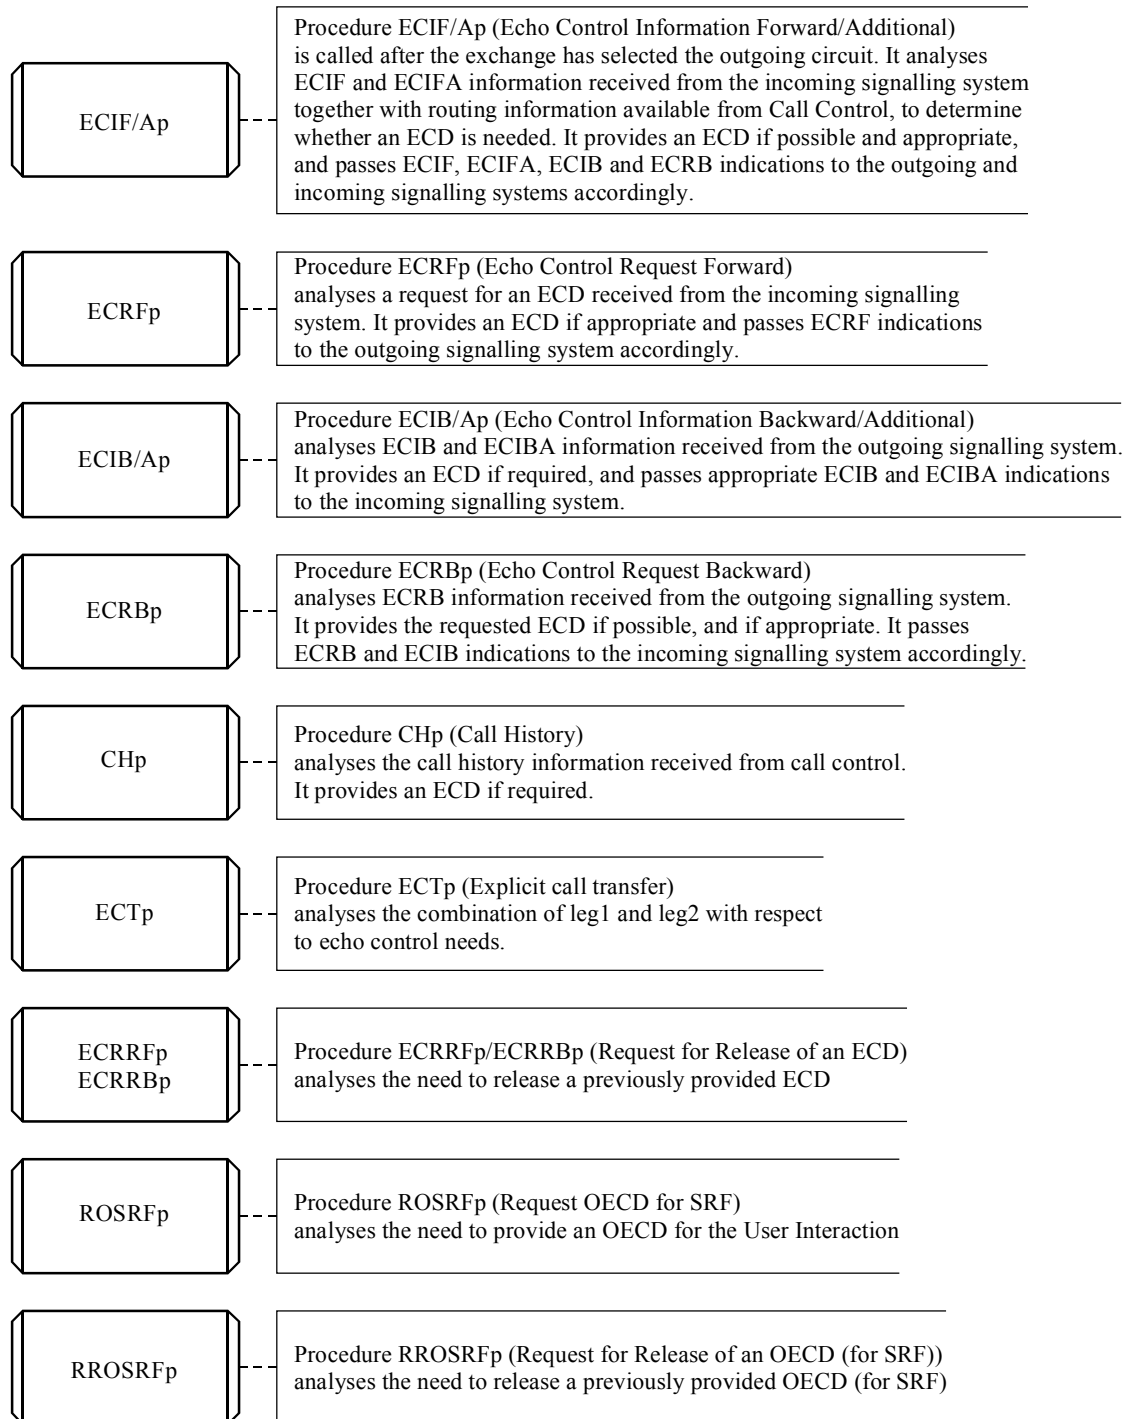 ECIF/Ap
Procedure ECIF/Ap (Echo Control Information Forward/Additional)
is called after the exchange has selected the outgoing circuit. It analyses
ECIF and ECIFA information received from the incoming signalling system
together with routing information available from Call Control, to determine
whether an ECD is needed. It provides an ECD if possible and appropriate,
and passes ECIF, ECIFA, ECIB and ECRB indications to the outgoing and
incoming signalling systems accordingly.
ECRFp
Procedure ECRFp (Echo Control Request Forward)
analyses a request for an ECD received from the incoming signalling
system. It provides an ECD if appropriate and passes ECRF indications
to the outgoing signalling system accordingly.
ECIB/Ap
Procedure ECIB/Ap (Echo Control Information Backward/Additional)
analyses ECIB and ECIBA information received from the outgoing signalling system.
It provides an ECD if required, and passes appropriate ECIB and ECIBA indications
to the incoming signalling system.
ECRBp
Procedure ECRBp (Echo Control Request Backward)
analyses ECRB information received from the outgoing signalling system.
It provides the requested ECD if possible, and if appropriate. It passes
ECRB and ECIB indications to the incoming signalling system accordingly.
CHp
Procedure CHp (Call History)
analyses the call history information received from call control.
It provides an ECD if required.
ECTp
Procedure ECTp (Explicit call transfer)
analyses the combination of leg1 and leg2 with respect
to echo control needs.
ECRRFp
ECRRBp
Procedure ECRRFp/ECRRBp (Request for Release of an ECD)
analyses the need to release a previously provided ECD
ROSRFp
Procedure ROSRFp (Request OECD for SRF)
analyses the need to provide an OECD for the User Interaction
RROSRFp
Procedure RROSRFp (Request for Release of an OECD (for SRF))
analyses the need to release a previously provided OECD (for SRF)